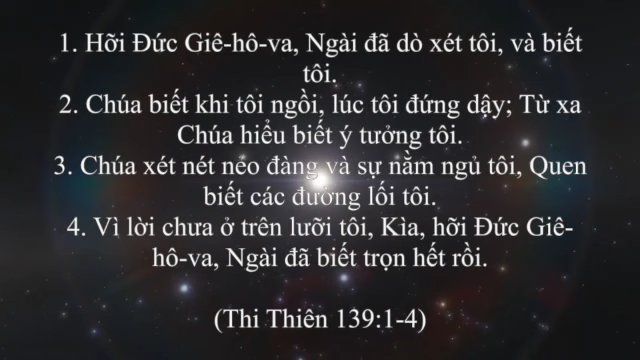 1. Hỡi Đức Giê-hô-va, Ngài đã dò xét tôi, và biết
tôi.
2. Chúa biết khi tôi ngồi, lúc tôi đứng dậy; Từ xa
Chúa hiểu biết ý tưởng tôi.
3. Chúa xét nét nẻo đàng và sự nằm ngủ tôi, Quen
biết các đường lối tôi.
4. Vì lời chưa ở trên lưỡi tôi, Kìa, hỡi Đức Giê-
hô-va, Ngài đã biết trọn hết rồi.
(Thi Thiên 139:1-4)